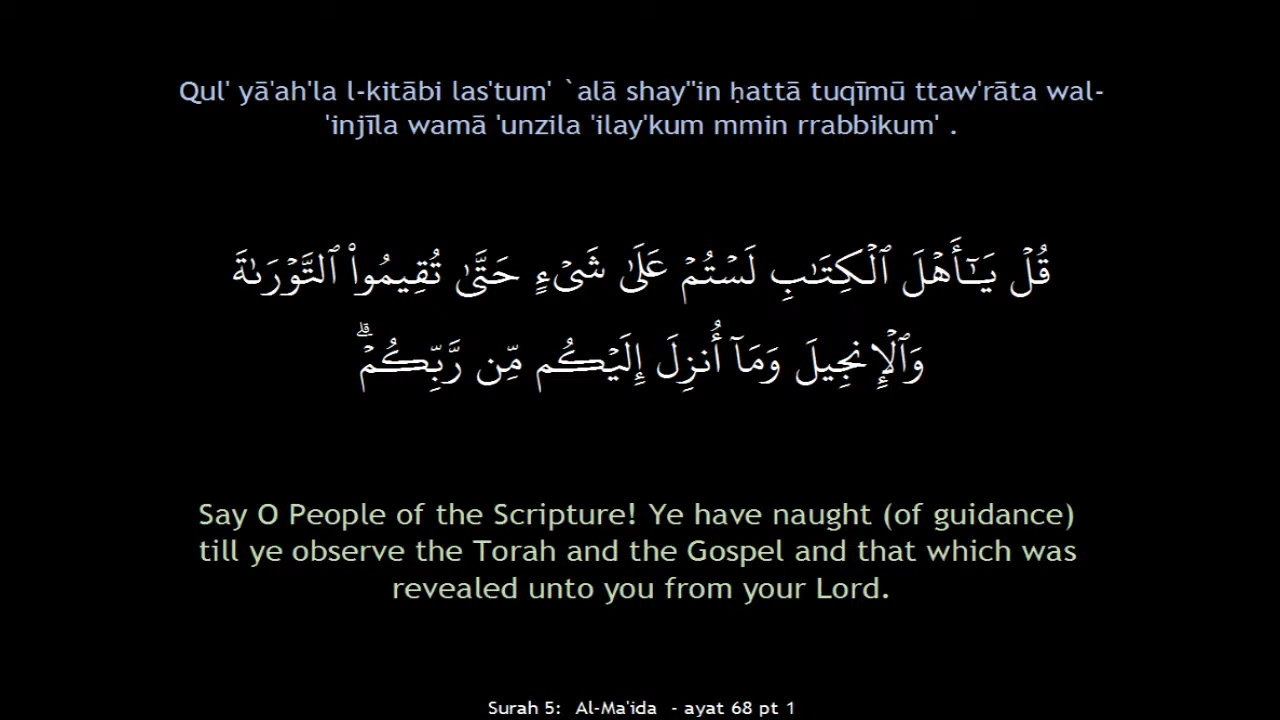 Qul' yā'ah'la l-kitābi las'tum' `alā shay''in ḥattā tuqīmū ttaw'rāta wal-
'injīla wamā 'unzila 'ilay'kum mmin rrabbikum' .
قُلۡ يَـٰٓأَهۡلَ ٱلۡكِتَـٰبِ لَسۡتُمۡ عَلَىٰ شَىۡءٍ حَتَّىٰ تُقِيمُواْ ٱلتَّوۡرَٮٰةَ
وَٱلۡإِنجِيلَ وَمَآ أُنزِلَ إِلَيۡكُم مِّن رَّبِّكُمۡ‌ۗ
Say O People of the Scripture! Ye have naught (of guidance)
till ye observe the Torah and the Gospel and that which was
revealed unto you from your Lord.
Surah 5: Al-Ma'ida - ayat 68 pt 1